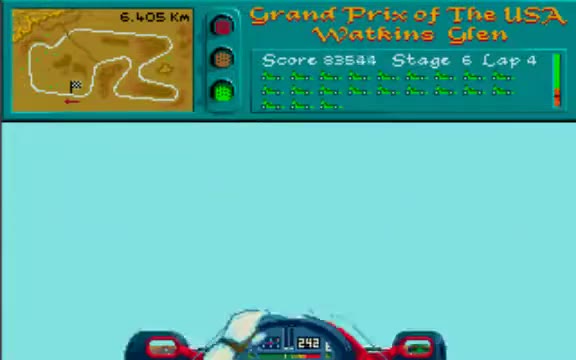 6.405 KM
Grand Prix of The USA
Watkins Glen
Score 83544 Stage 6 Lap 4
242